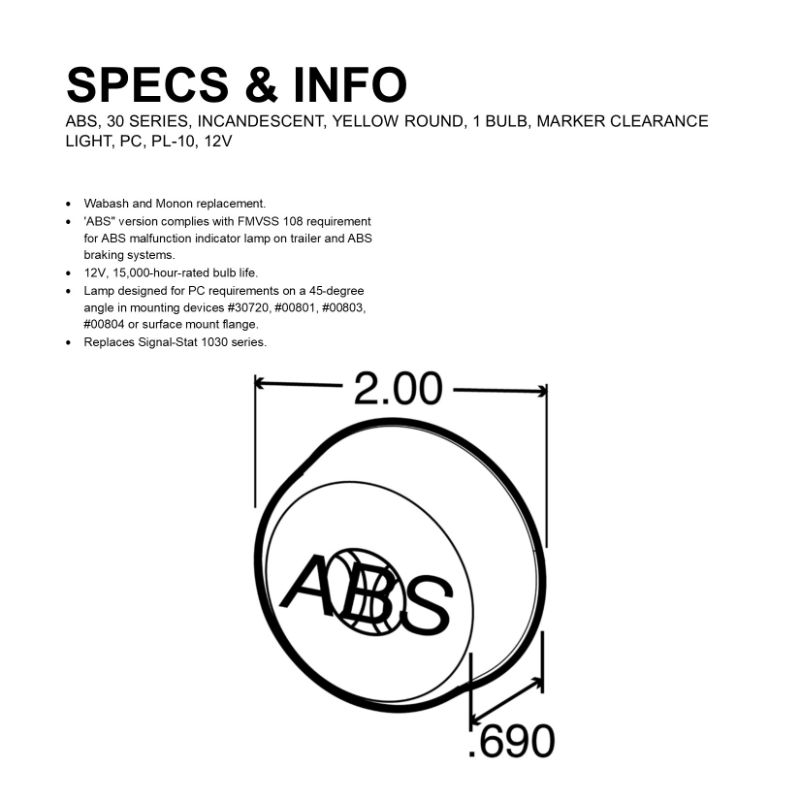 SPECS & INFO
ABS, 30 SERIES, INCANDESCENT, YELLOW ROUND, 1 BULB, MARKER CLEARANCE
LIGHT, PC, PL-10, 12V
• Wabash and Monon replacement.
• 'ABS" version complies with FMVSS 108 requirement
for ABS malfunction indicator lamp on trailer and ABS
braking systems.
• 12V, 15,000-hour-rated bulb life.
• Lamp designed for PC requirements on a 45-degree
angle in mounting devices #30720, #00801, #00803,
#00804 or surface mount flange.
• Replaces Signal-Stat 1030 series.
2.00
ABS
.690